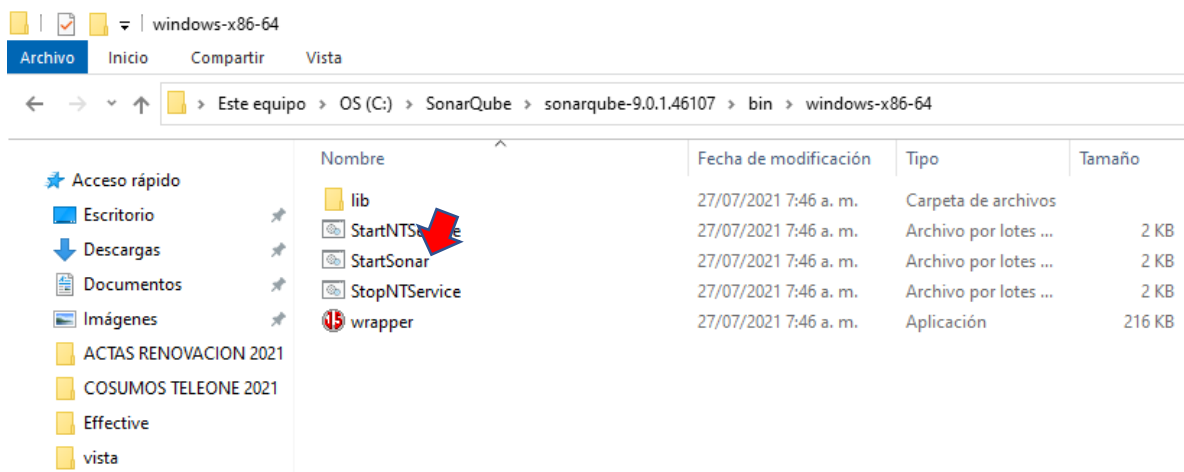 windows-x86-64
Archivo Inicio Compartir Vista
Este equipo > OS (C:) > SonarQube > sonarqube-9.0.1.46107 > bin > windows-x86-64
Nombre Fecha de modificación Tipo Tamaño
Acceso rápido
lib 27/07/2021 7:46 a. m. Carpeta de archivos
Escritorio
StartNTService 27/07/2021 7:46 a. m. Archivo por lotes ... 2 KB
Descargas
StartSonar 27/07/2021 7:46 a. m. Archivo por lotes ... 2 KB
Documentos
StopNTService 27/07/2021 7:46 a. m. Archivo por lotes ... 2 KB
Imágenes
wrapper 27/07/2021 7:46 a. m. Aplicación 216 KB
ACTAS RENOVACION 2021
COSUMOS TELEONE 2021
Effective
vista